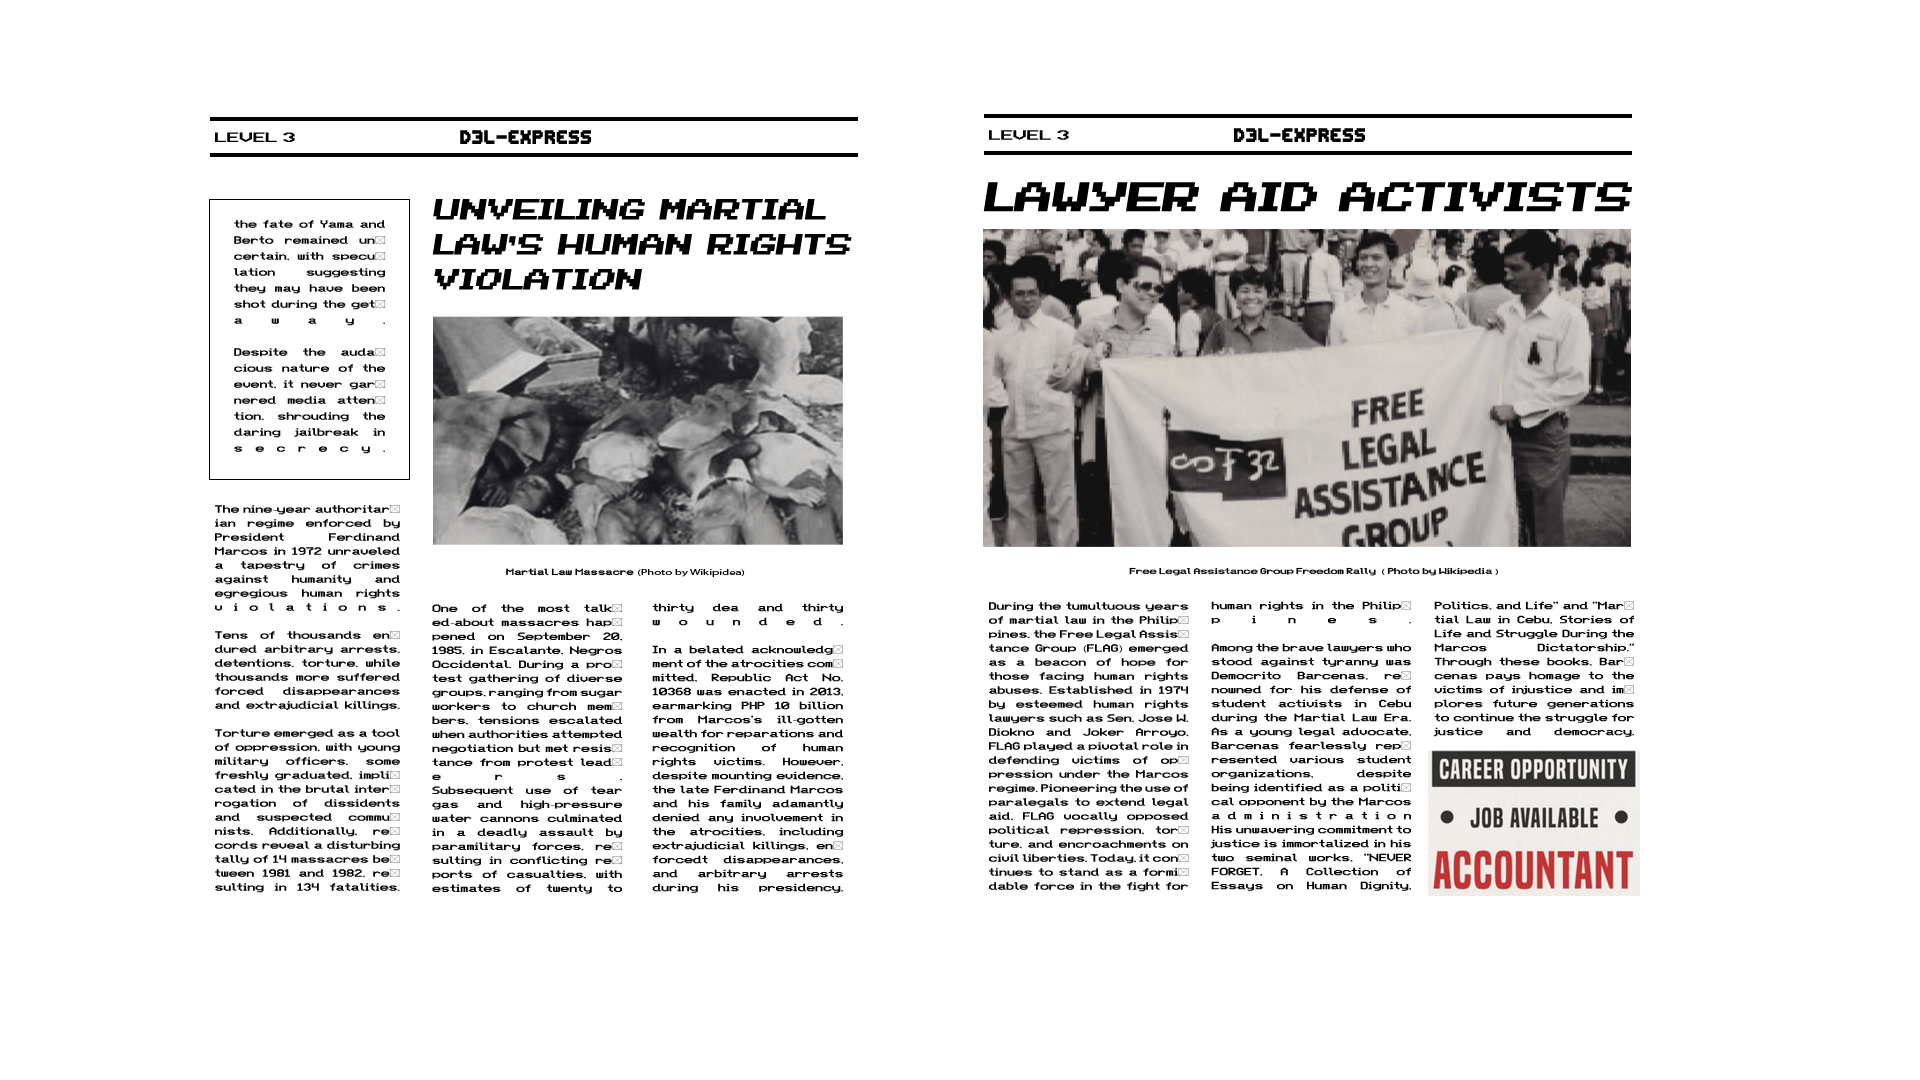 LEVEL 3
D3L-EXPRESS
the fate of Yama and
Berto remained un☒
certain, with specu☒
lation suggesting
they may have been
shot during the get☒
away.
Despite the auda☒
cious nature of the
event, it never gar☒
nered media atten☒
tion, shrouding the
daring jailbreak in
secrecy.
The nine-year authoritar☒
ian regime enforced by
President Ferdinand
Marcos in 1972 unraveled
a tapestry of crimes
against humanity and
egregious human rights
violations.
Tens of thousands en☒
dured arbitrary arrests,
detentions, torture, while
thousands more suffered
forced disappearances
and extrajudicial killings.
Torture emerged as a tool
of oppression, with young
military officers, some
freshly graduated, impli☒
cated in the brutal inter☒
rogation of dissidents
and suspected commu☒
nists. Additionally, re☒
cords reveal a disturbing
tally of 14 massacres be☒
tween 1981 and 1982, re☒
sulting in 134 fatalities.
UNVEILING MARTIAL
LAW'S HUMAN RIGHTS
VIOLATION
Martial Law Massacre (Photo by Wikipidea)
One of the most talk☒
ed-about massacres hap☒
pened on September 20,
1985, in Escalante, Negros
Occidental. During a pro☒
test gathering of diverse
groups, ranging from sugar
workers to church mem☒
bers, tensions escalated
when authorities attempted
negotiation but met resis☒
tance from protest lead☒
ers.
Subsequent use of tear
gas and high-pressure
water cannons culminated
in a deadly assault by
paramilitary forces, re☒
sulting in conflicting re☒
ports of casualties, with
estimates of twenty to
thirty dea and thirty
wounded.
In a belated acknowledg☒
ment of the atrocities com☒
mitted, Republic Act No.
10368 was enacted in 2013,
earmarking PHP 10 billion
from Marcos's ill-gotten
wealth for reparations and
recognition of human
rights victims. However,
despite mounting evidence,
the late Ferdinand Marcos
and his family adamantly
denied any involvement in
the atrocities, including
extrajudicial killings, en☒
forcedt disappearances,
and arbitrary arrests
during his presidency.
LEVEL 3
D3L-EXPRESS
LAWYER AID ACTIVISTS
FREE
LEGAL
ASSISTANCE
GROUP
Free Legal Assistance Group Freedom Rally ( Photo by Wikipedia )
During the tumultuous years
of martial law in the Philip☒
pines, the Free Legal Assis☒
tance Group (FLAG) emerged
as a beacon of hope for
those facing human rights
abuses. Established in 1974
by esteemed human rights
lawyers such as Sen. Jose W.
Diokno and Joker Arroyo,
FLAG played a pivotal role in
defending victims of op☒
pression under the Marcos
regime. Pioneering the use of
paralegals to extend legal
aid, FLAG vocally opposed
political repression, tor☒
ture, and encroachments on
civil liberties. Today, it con☒
tinues to stand as a formi☒
dable force in the fight for
human rights in the Philip☒
pines.
Among the brave lawyers who
stood against tyranny was
Democrito Barcenas, re☒
nowned for his defense of
student activists in Cebu
during the Martial Law Era.
As a young legal advocate,
Barcenas fearlessly rep☒
resented various student
organizations, despite
being identified as a politi☒
cal opponent by the Marcos
administration
His unwavering commitment to
justice is immortalized in his
two seminal works, "NEVER
FORGET, A Collection of
Essays on Human Dignity,
Politics, and Life" and "Mar☒
tial Law in Cebu, Stories of
Life and Struggle During the
Marcos Dictatorship."
Through these books, Bar☒
cenas pays homage to the
victims of injustice and im☒
plores future generations
to continue the struggle for
justice and democracy.
CAREER OPPORTUNITY
• JOB AVAILABLE •
ACCOUNTANT